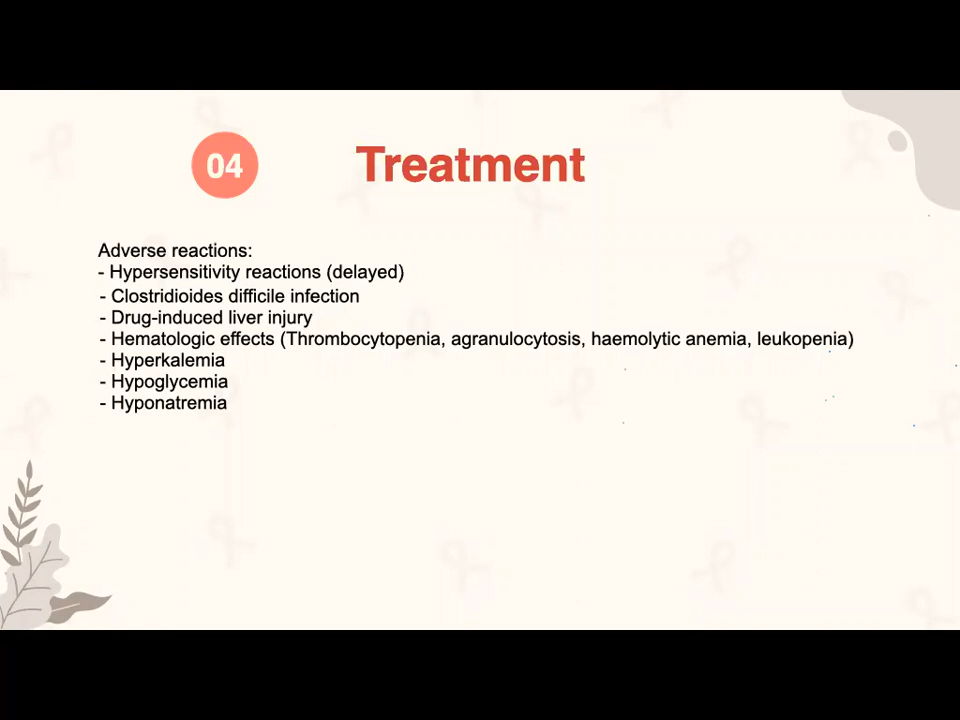 04
Treatment
Adverse reactions:
- Hypersensitivity reactions (delayed)
- Clostridioides difficile infection
- Drug-induced liver injury
- Hematologic effects (Thrombocytopenia, agranulocytosis, haemolytic anemia, leukopenia)
- Hyperkalemia
- Hypoglycemia
- Hyponatremia